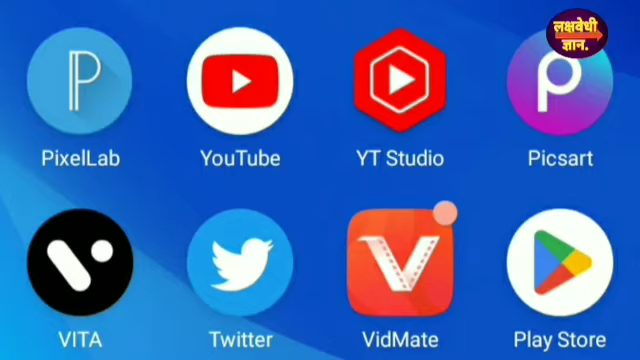 लक्षवेधी
ज्ञान.
PixelLab YouTube YT Studio Picsart
VITA Twitter VidMate Play Store